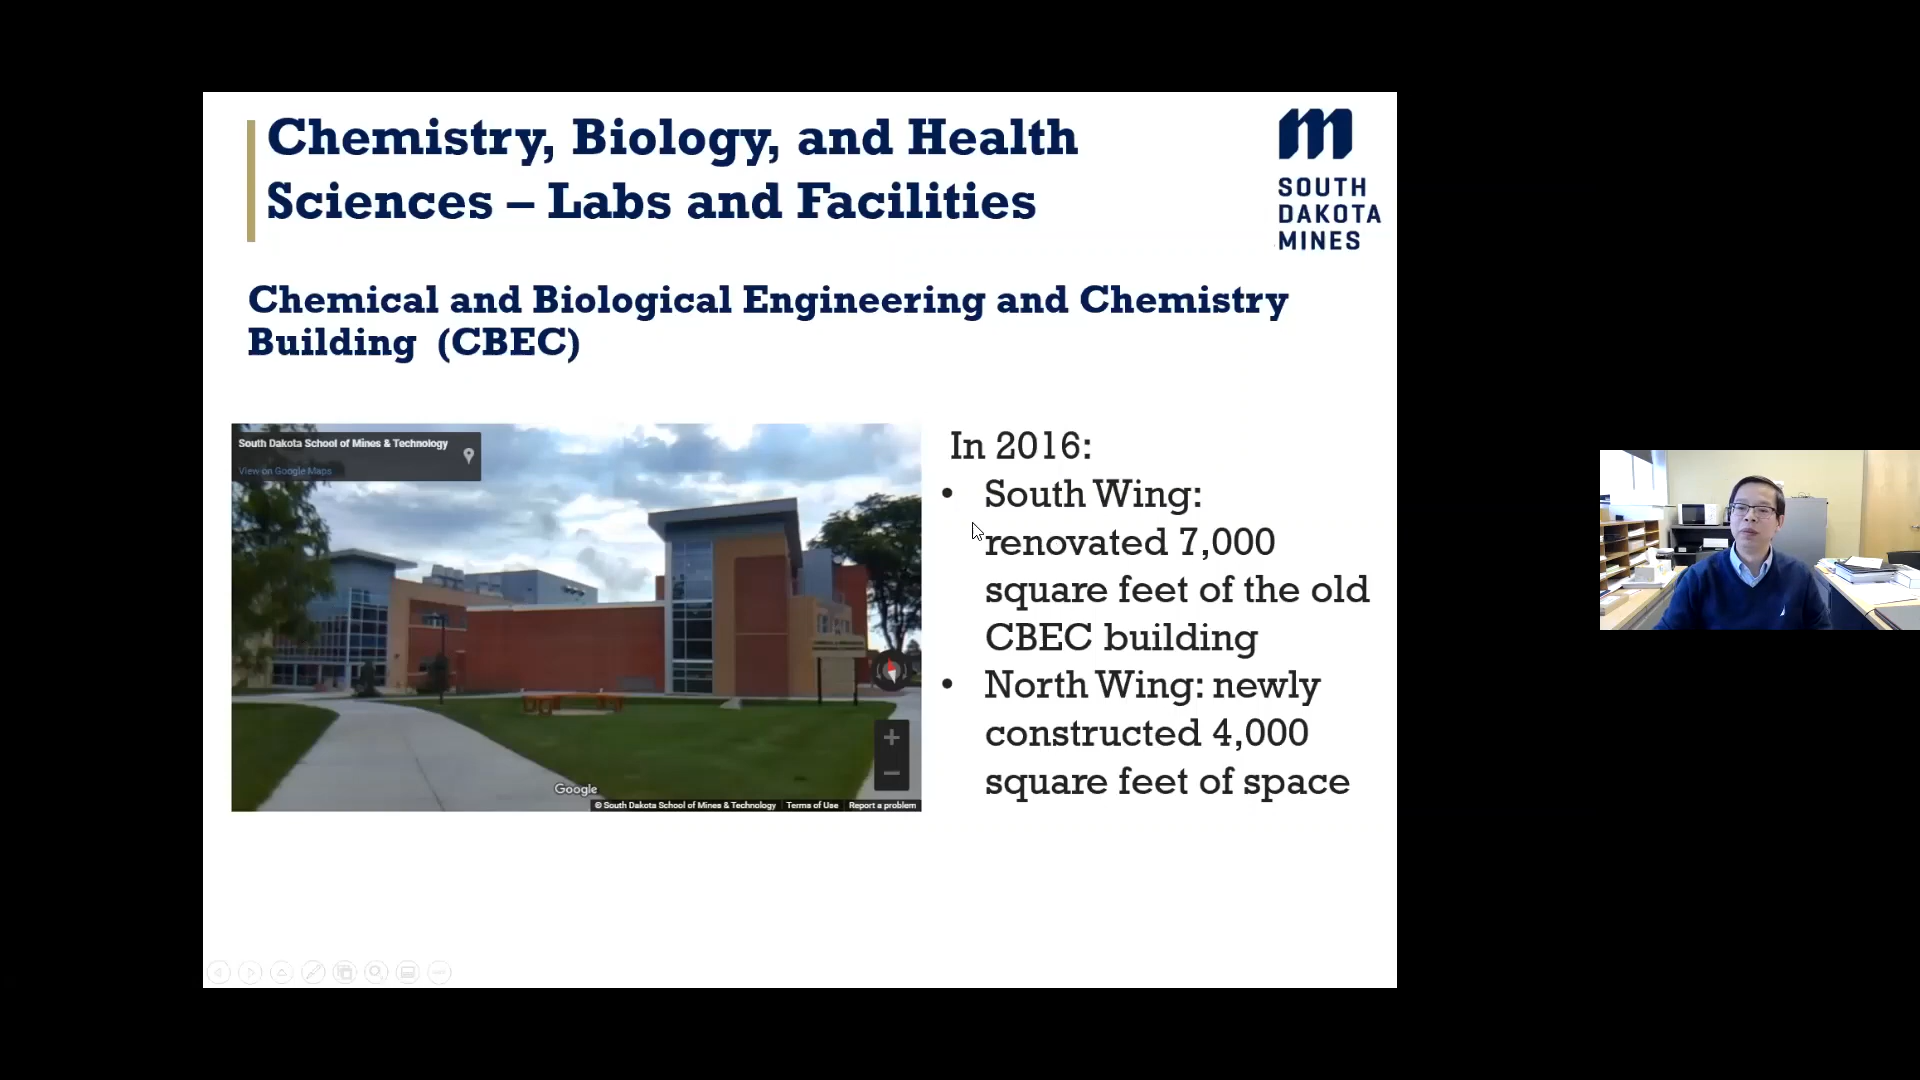 Chemistry, Biology, and Health
Sciences – Labs and Facilities
SOUTH
DAKOTA
MINES
Chemical and Biological Engineering and Chemistry
Building (CBEC)
South Dakota School of Mines & Technology
View on Google Maps
Google
© South Dakota School of Mines & Technology Terms of Use Report a problem
In 2016:
• South Wing:
renovated 7,000
square feet of the old
CBEC building
• North Wing: newly
constructed 4,000
square feet of space